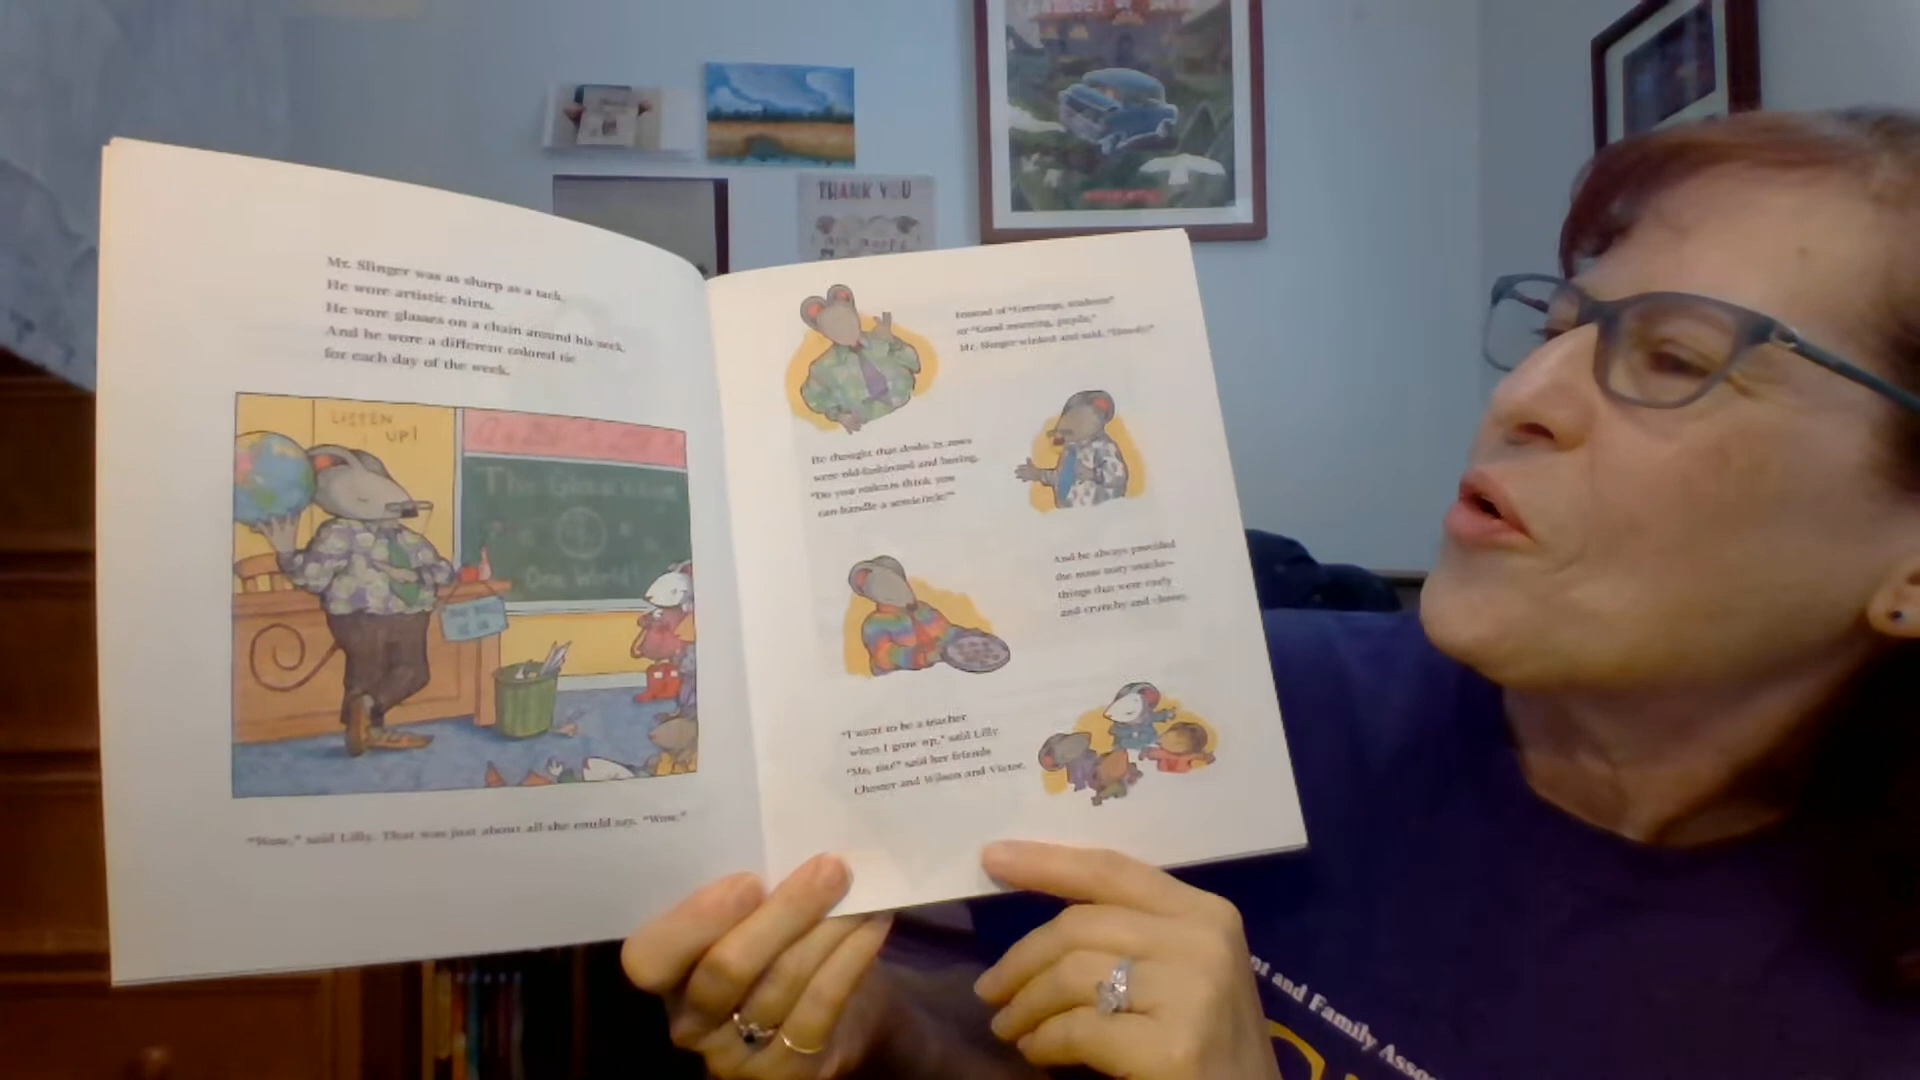 Mr. Slinger was as sharp as a tack.
He wore artistic shirts.
He wore glasses on a chain around his neck.
And he wore a different colored tie
for each day of the week.
LISTEN
UP!
The
One World!
"Wow," said Lilly. That was just about all she could say. "Wow."
Instead of "Greetings, students"
or "Good morning, pupils,"
Mr. Slinger winked and said, "Howdy!"
He thought that desks in rows
were old-fashioned and boring.
"Do you rodents think you
can handle a semicircle?"
And he always provided
the most tasty snacks—
things that were curly
and crunchy and cheesy.
"I want to be a teacher
when I grow up," said Lilly.
"Me, too!" said her friends
Chester and Wilson and Victor.
THANK YOU
and Family